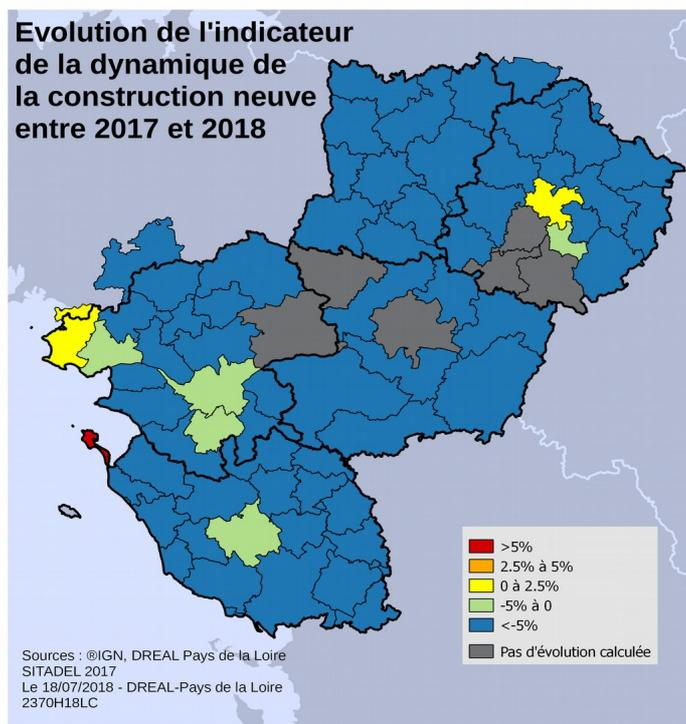 Evolution de l'indicateur
de la dynamique de
la construction neuve
entre 2017 et 2018
>5%
2.5% à 5%
0 à 2.5%
-5% à 0
<-5%
Pas d'évolution calculée
Sources : ®IGN, DREAL Pays de la Loire
SITADEL 2017
Le 18/07/2018 - DREAL-Pays de la Loire
2370H18LC